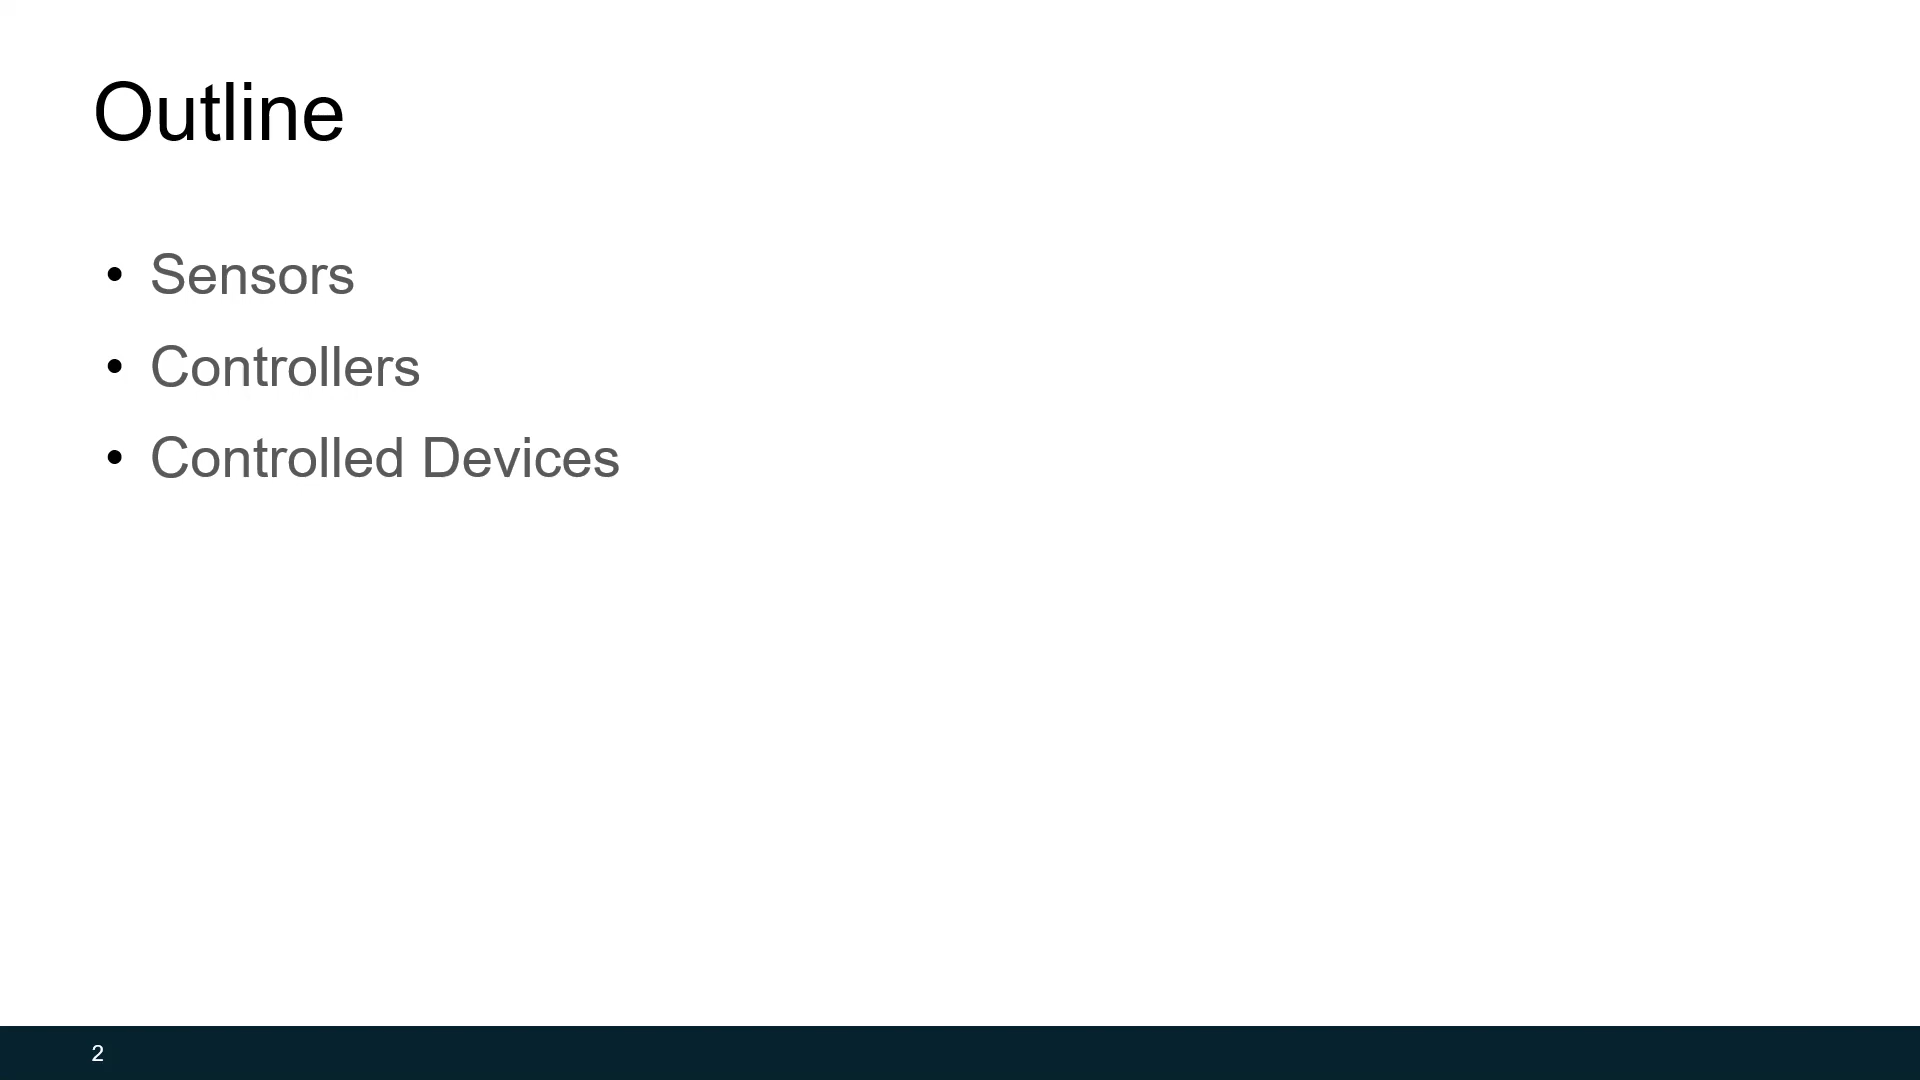 Outline
• Sensors
• Controllers
• Controlled Devices
2